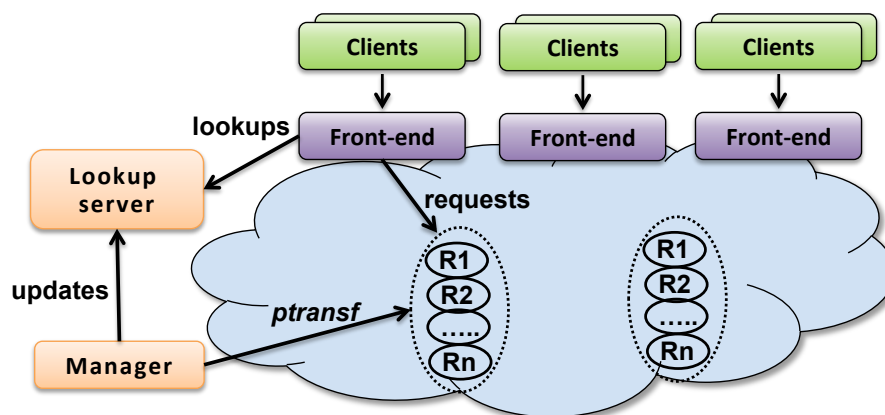 Clients
Clients
Clients
lookups
Front-end
Front-end
Front-end
Lookup
server
requests
R1
R2
.....
Rn
R1
R2
.....
Rn
updates
ptransf
Manager